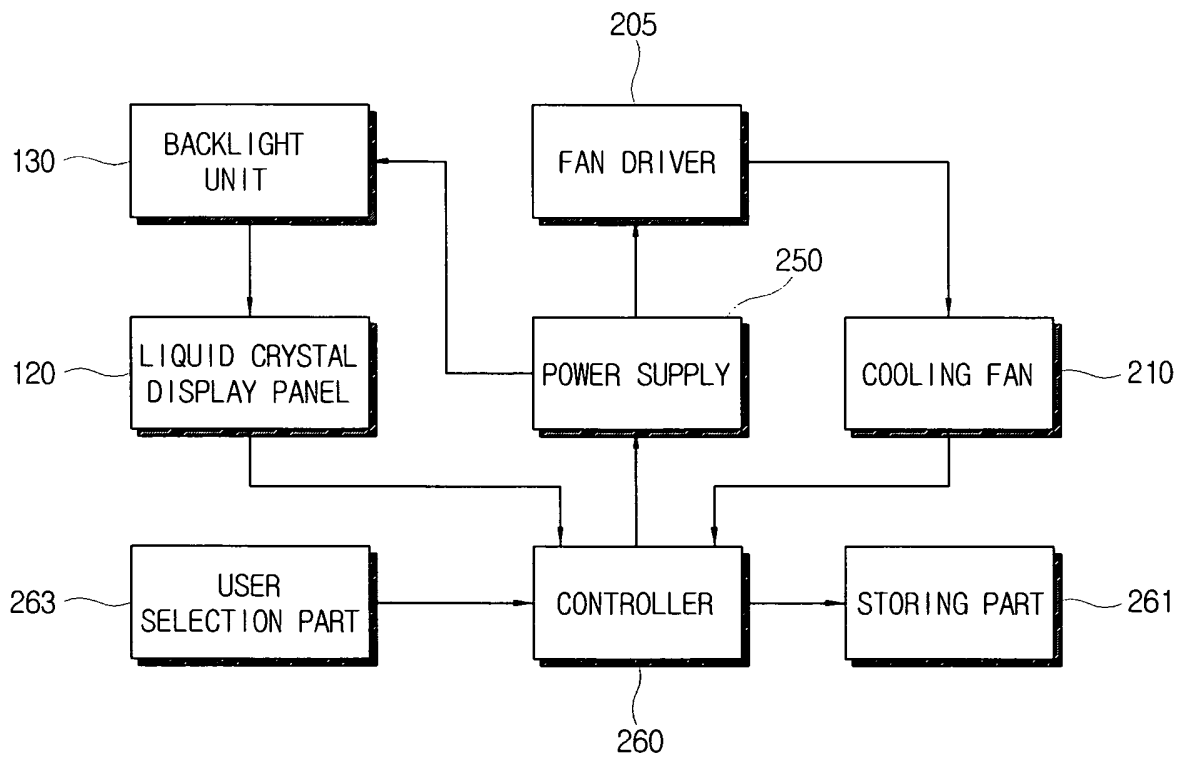 205
130
BACKLIGHT
UNIT
FAN DRIVER
250
120
LIQUID CRYSTAL
DISPLAY PANEL
POWER SUPPLY
COOLING FAN
210
263
USER
SELECTION PART
CONTROLLER
STORING PART
261
260